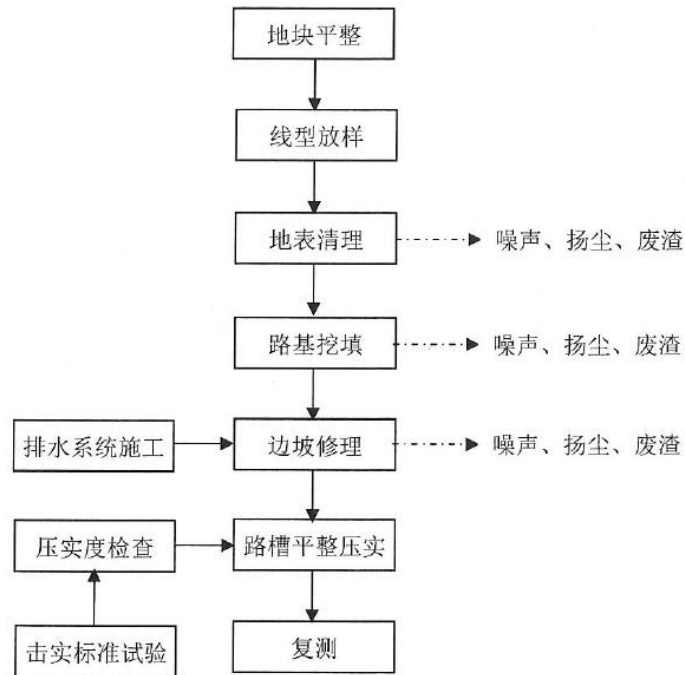 地块平整
线型放样
地表清理
噪声、扬尘、废渣
路基挖填
噪声、扬尘、废渣
排水系统施工
边坡修理
噪声、扬尘、废渣
压实度检查
路槽平整压实
击实标准试验
复测